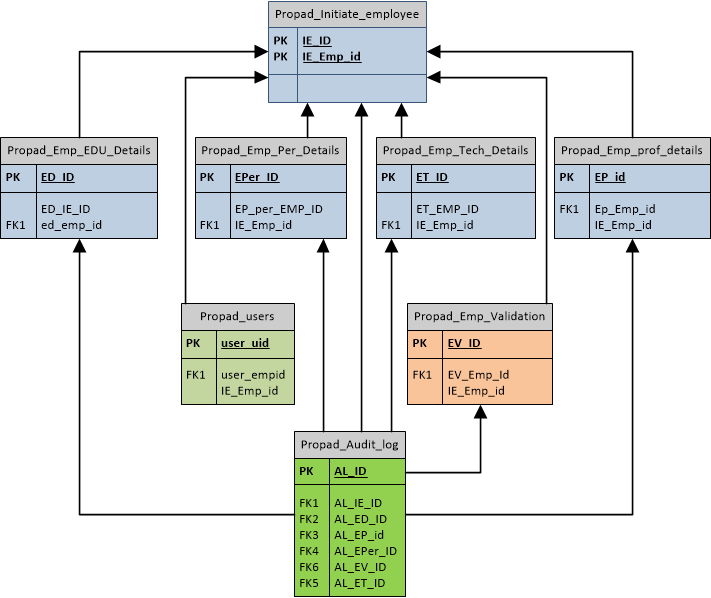 Propad_Initiate_employee
PK IE_ID
PK IE_Emp_id
Propad_Emp_EDU_Details
PK ED_ID
ED_IE_ID
FK1 ed_emp_id
Propad_Emp_Per_Details
PK EPer_ID
EP_per_EMP_ID
FK1 IE_Emp_id
Propad_Emp_Tech_Details
PK ET_ID
ET_EMP_ID
FK1 IE_Emp_id
Propad_Emp_prof_details
PK EP_id
FK1 Ep_Emp_id
IE_Emp_id
Propad_users
PK user_uid
FK1 user_empid
IE_Emp_id
Propad_Emp_Validation
PK EV_ID
FK1 EV_Emp_Id
IE_Emp_id
Propad_Audit_log
PK AL_ID
FK1 AL_IE_ID
FK2 AL_ED_ID
FK3 AL_EP_id
FK4 AL_EPer_ID
FK6 AL_EV_ID
FK5 AL_ET_ID